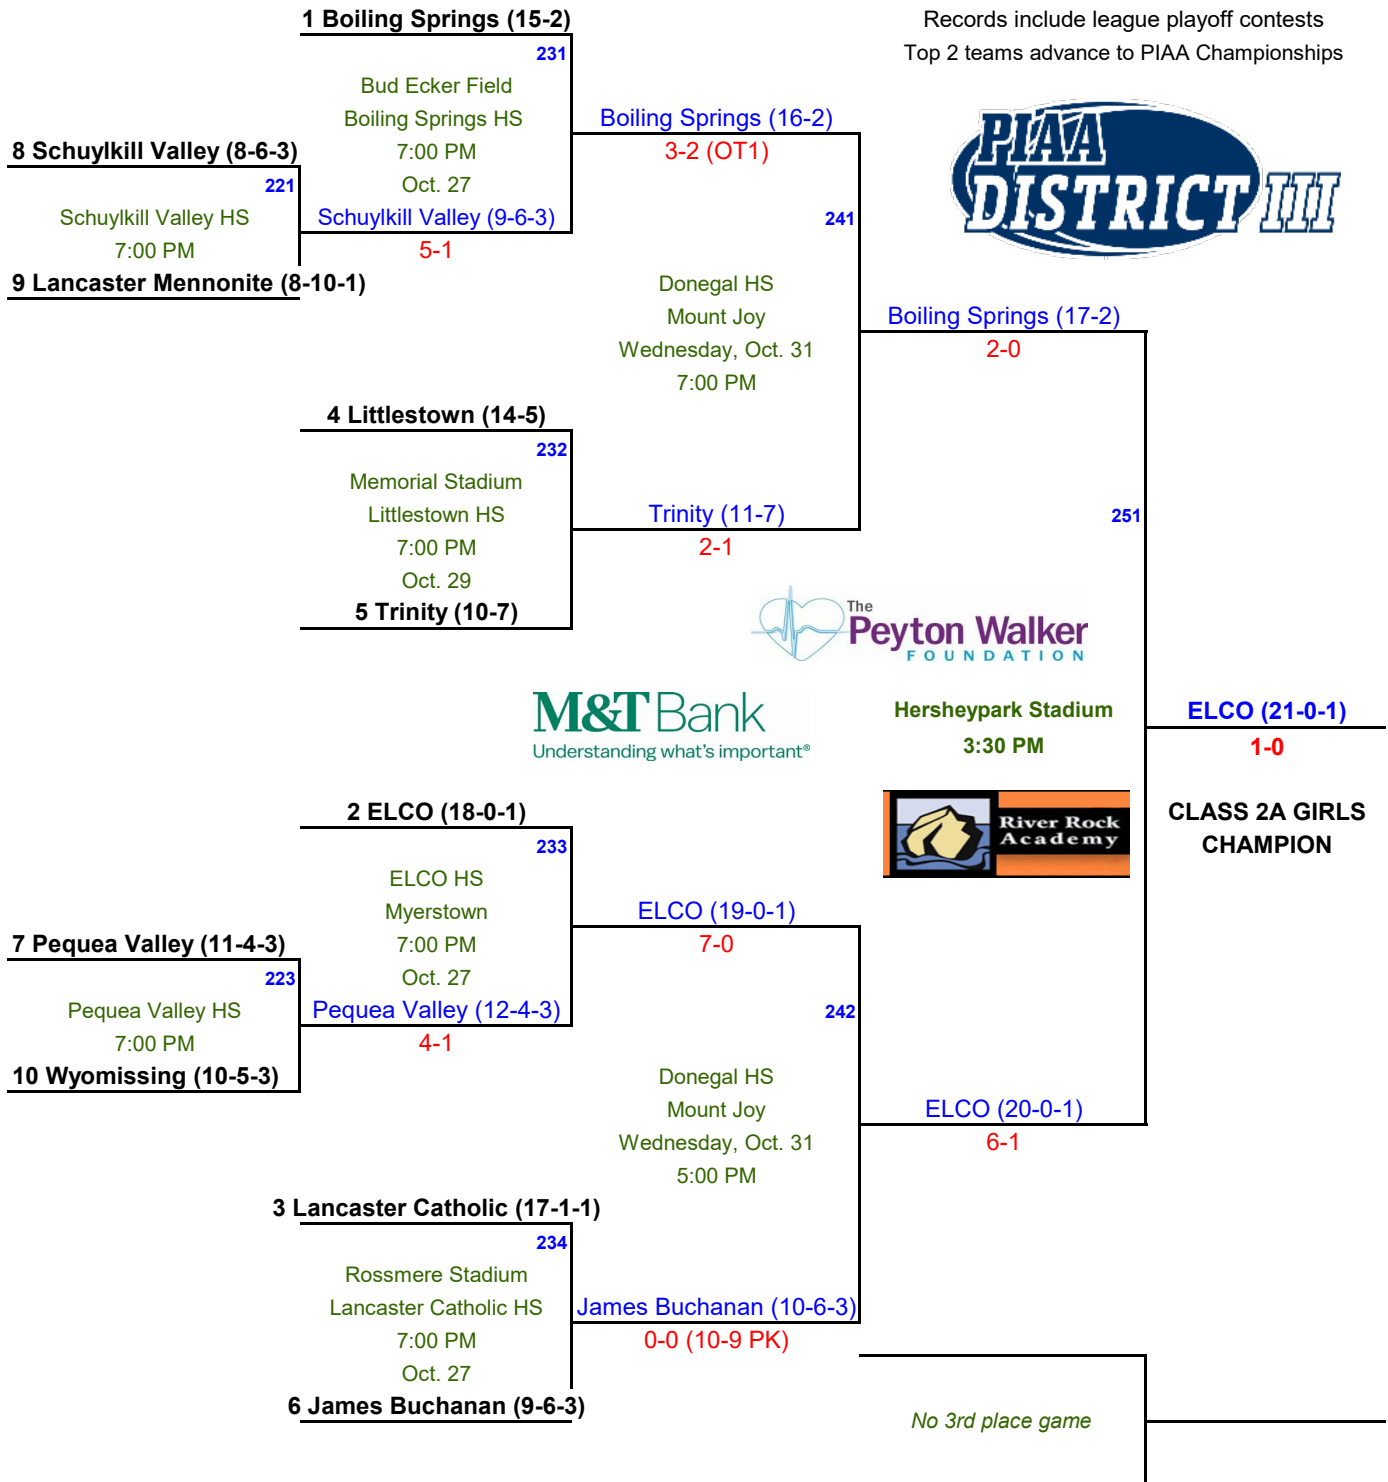 1 Boiling Springs (15-2)
Records include league playoff contests
Top 2 teams advance to PIAA Championships
231
Bud Ecker Field
Boiling Springs HS
7:00 PM
Oct. 27
Boiling Springs (16-2)
3-2 (OT1)
PIAA
DISTRICT III
8 Schuylkill Valley (8-6-3)
221
Schuylkill Valley HS
7:00 PM
Schuylkill Valley (9-6-3)
5-1
9 Lancaster Mennonite (8-10-1)
241
Donegal HS
Mount Joy
Wednesday, Oct. 31
7:00 PM
Boiling Springs (17-2)
2-0
4 Littlestown (14-5)
232
Memorial Stadium
Littlestown HS
7:00 PM
Oct. 29
5 Trinity (10-7)
Trinity (11-7)
2-1
251
The
Peyton Walker
FOUNDATION
M&T Bank
Understanding what's important®
Hersheypark Stadium
3:30 PM
ELCO (21-0-1)
1-0
River Rock
Academy
CLASS 2A GIRLS
CHAMPION
2 ELCO (18-0-1)
233
ELCO HS
Myerstown
7:00 PM
Oct. 27
ELCO (19-0-1)
7-0
7 Pequea Valley (11-4-3)
223
Pequea Valley HS
7:00 PM
Pequea Valley (12-4-3)
4-1
10 Wyomissing (10-5-3)
242
Donegal HS
Mount Joy
Wednesday, Oct. 31
5:00 PM
ELCO (20-0-1)
6-1
3 Lancaster Catholic (17-1-1)
234
Rossmere Stadium
Lancaster Catholic HS
7:00 PM
Oct. 27
James Buchanan (10-6-3)
0-0 (10-9 PK)
6 James Buchanan (9-6-3)
No 3rd place game